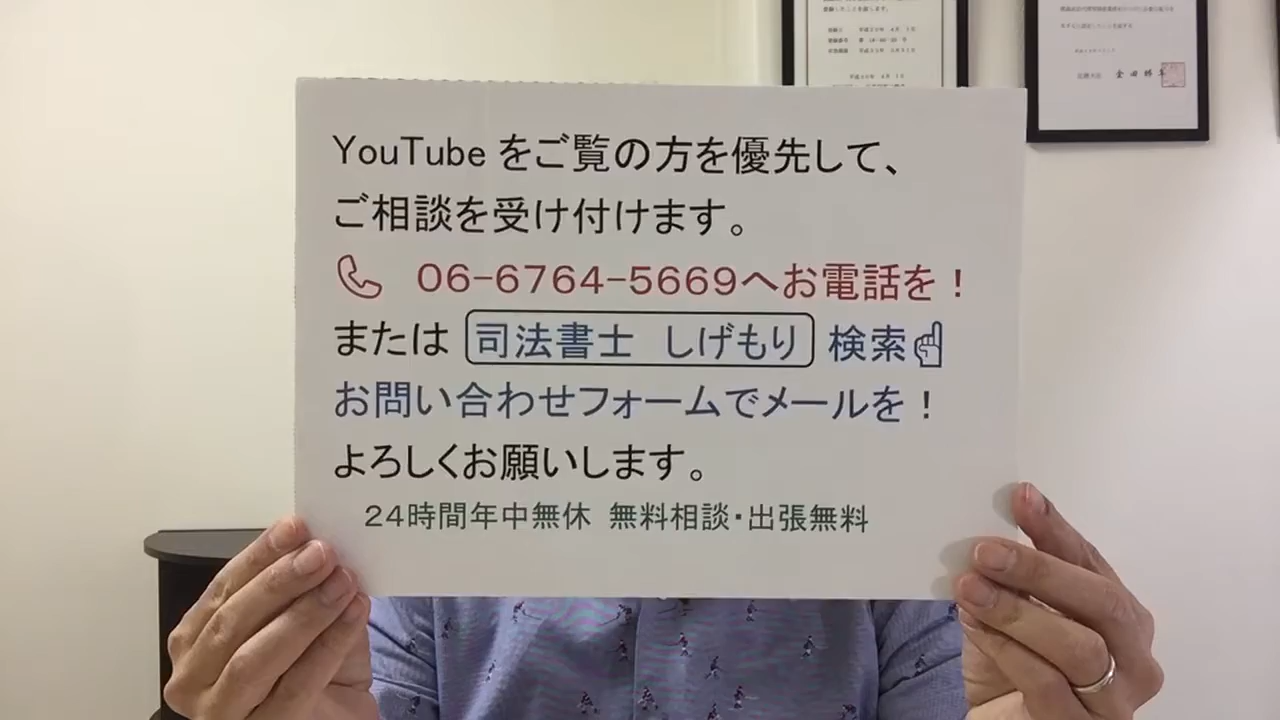 YouTube をご覧の方を優先して、
ご相談を受け付けます。
06-6764-5669へお電話を！
または 司法書士 しげもり 検索
お問い合わせフォームでメールを！
よろしくお願いします。
24時間年中無休 無料相談・出張無料